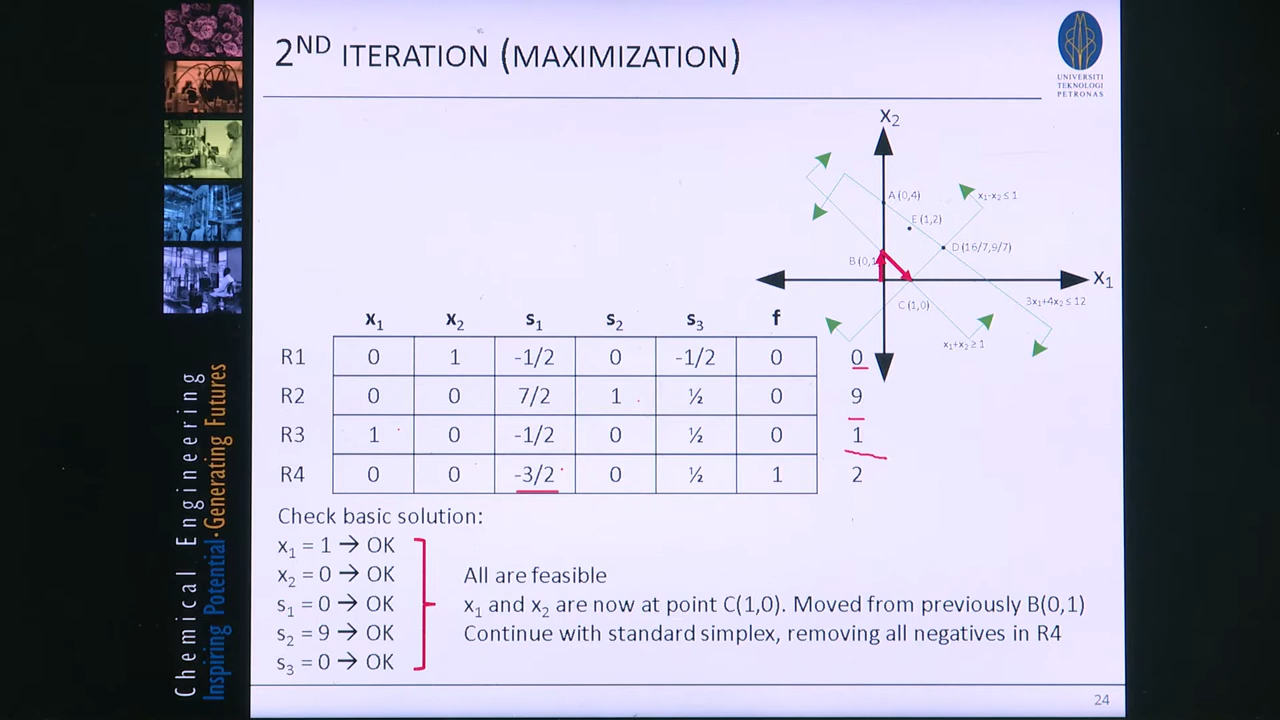 2ND ITERATION (MAXIMIZATION)
UNIVERSITI
TEKNOLOGI
PETRONAS
X2
A (0,4)
x1-x2 ≤ 1
E (1,2)
D (16/7,9/7)
B (0,1
X1
C (1,0)
3x1+4x2 ≤ 12
x1+x2 ≥ 1
x1 x2 s1 s2 s3 f
R1 0 1 -1/2 0 -1/2 0 0
R2 0 0 7/2 1 ½ 0 9
R3 1 0 -1/2 0 ½ 0 1
R4 0 0 -3/2 0 ½ 1 2
Check basic solution:
x1 = 1 → OK
x2 = 0 → OK
s1 = 0 → OK
s2 = 9 → OK
s3 = 0 → OK
All are feasible
x1 and x2 are now at point C(1,0). Moved from previously B(0,1)
Continue with standard simplex, removing all negatives in R4
Chemical Engineering
Inspiring Potential·Generating Futures
24